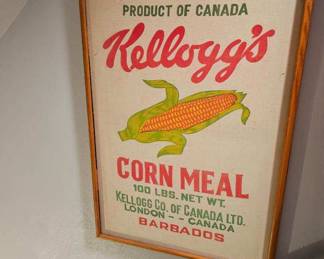 PRODUCT OF CANADA
Kellogg's
CORN MEAL
100 LBS. NET WT.
KELLOGG CO. OF CANADA LTD.
LONDON - - CANADA
BARBADOS